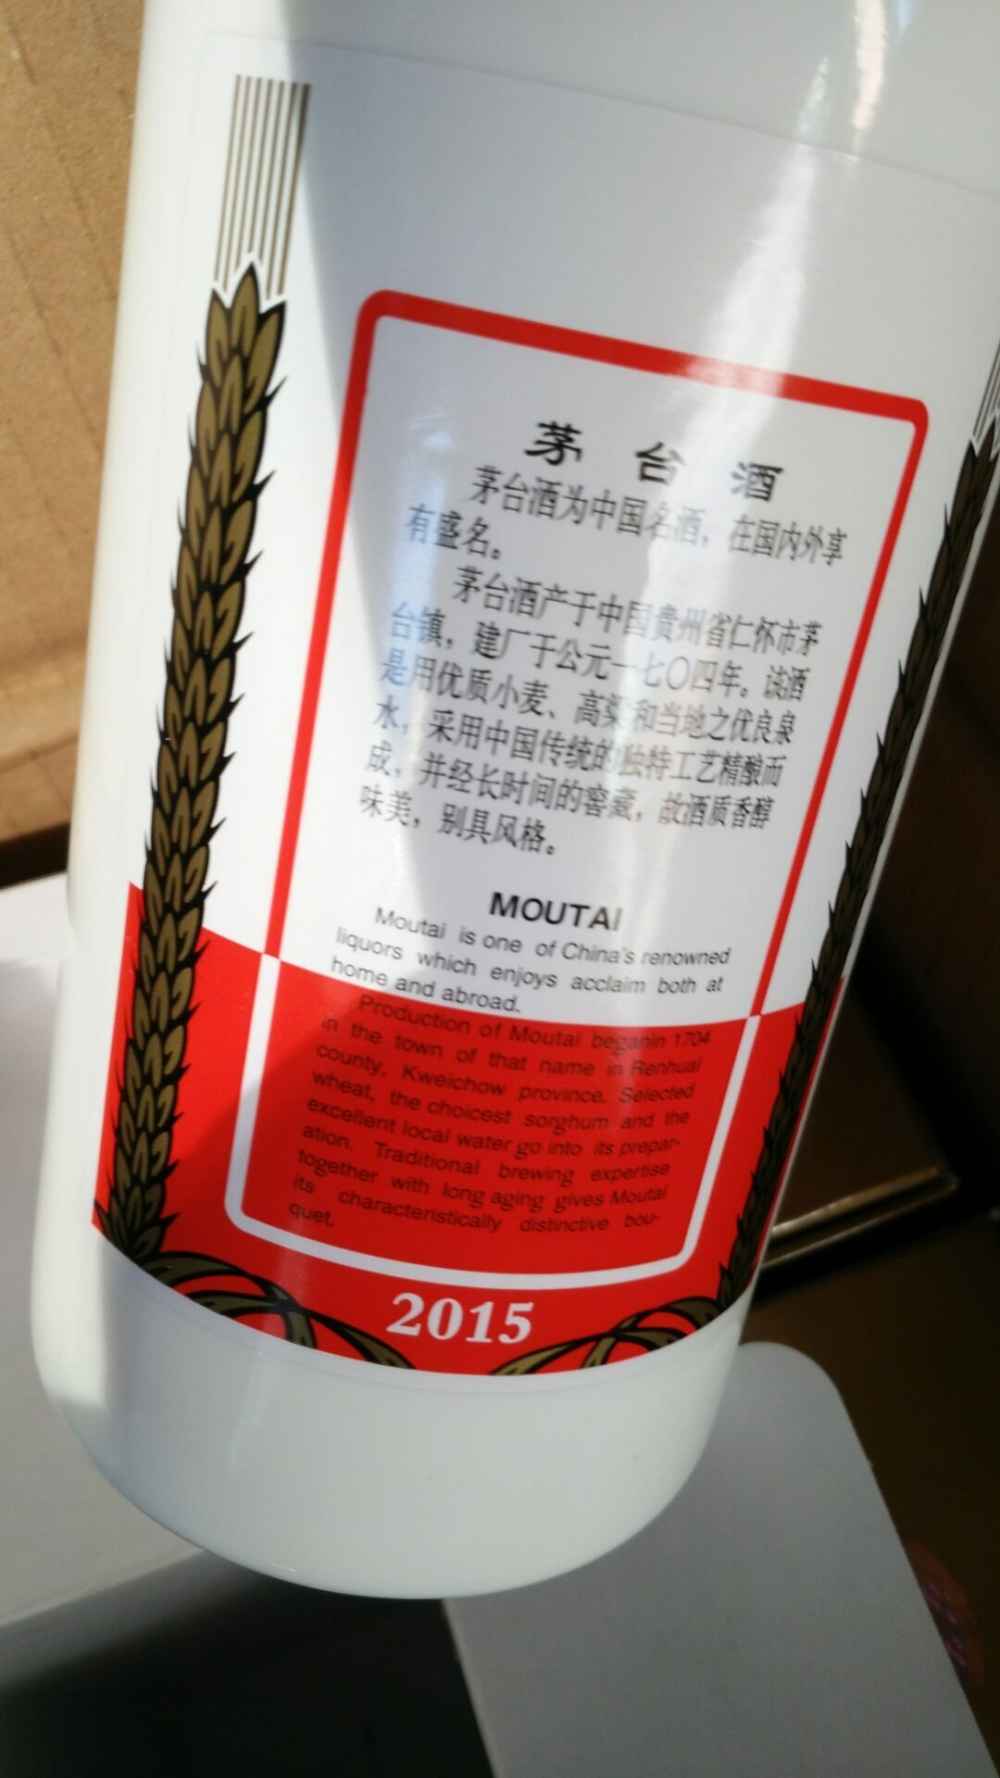 茅台酒
茅台酒为中国名酒，在国内外享
有盛名。
茅台酒产于中国贵州省仁怀市茅
台镇，建厂于公元一七〇四年。该酒
是用优质小麦、高粱和当地之优良泉
水，采用中国传统的独特工艺精酿而
成，并经长时间的窖藏，故酒质香醇
味美，别具风格。
MOUTAI
Moutai is one of China's renowned
liquors which enjoys acclaim both at
home and abroad.
Production of Moutai beganin 1704
in the town of that name in Renhuai
county, Kweichow province. Selected
wheat, the choicest sorghum and the
excellent local water go into its prepar-
ation. Traditional brewing expertise
together with long aging gives Moutai
its characteristically distinctive bou-
quet.
2015